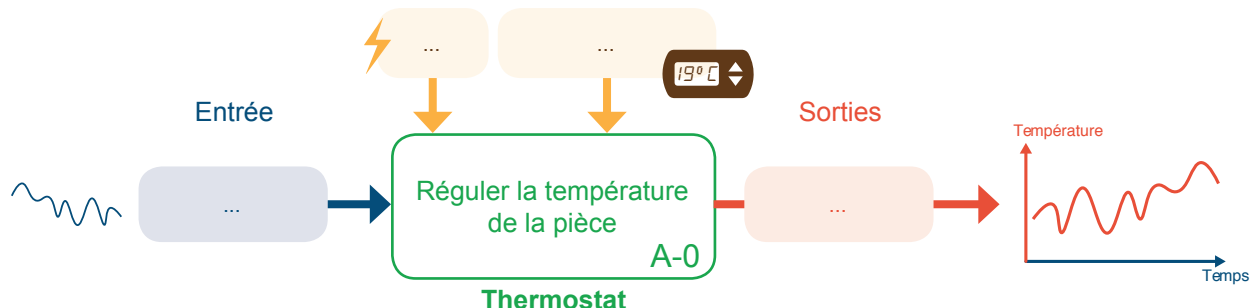 ...
...
19°C
Entrée
Sorties
Température
...
Réguler la température
de la pièce
...
A-0
Temps
Thermostat